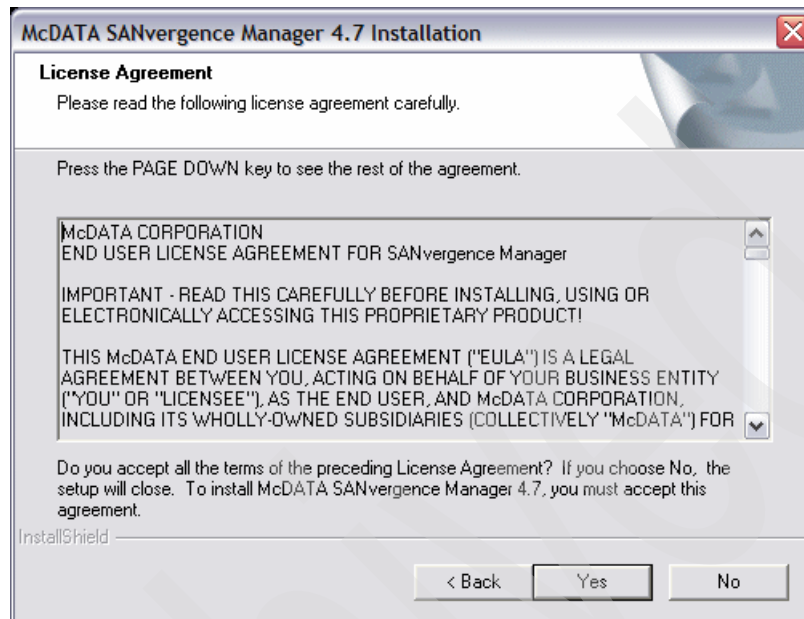 McDATA SANvergence Manager 4.7 Installation
License Agreement
Please read the following license agreement carefully.
Press the PAGE DOWN key to see the rest of the agreement.
McDATA CORPORATION
END USER LICENSE AGREEMENT FOR SANvergence Manager
IMPORTANT - READ THIS CAREFULLY BEFORE INSTALLING, USING OR
ELECTRONICALLY ACCESSING THIS PROPRIETARY PRODUCT!
THIS McDATA END USER LICENSE AGREEMENT ("EULA") IS A LEGAL
AGREEMENT BETWEEN YOU, ACTING ON BEHALF OF YOUR BUSINESS ENTITY
("YOU" OR "LICENSEE"), AS THE END USER, AND McDATA CORPORATION,
INCLUDING ITS WHOLLY-OWNED SUBSIDIARIES (COLLECTIVELY "McDATA") FOR
Do you accept all the terms of the preceding License Agreement? If you choose No, the
setup will close. To install McDATA SANvergence Manager 4.7, you must accept this
agreement.
InstallShield
< Back Yes No